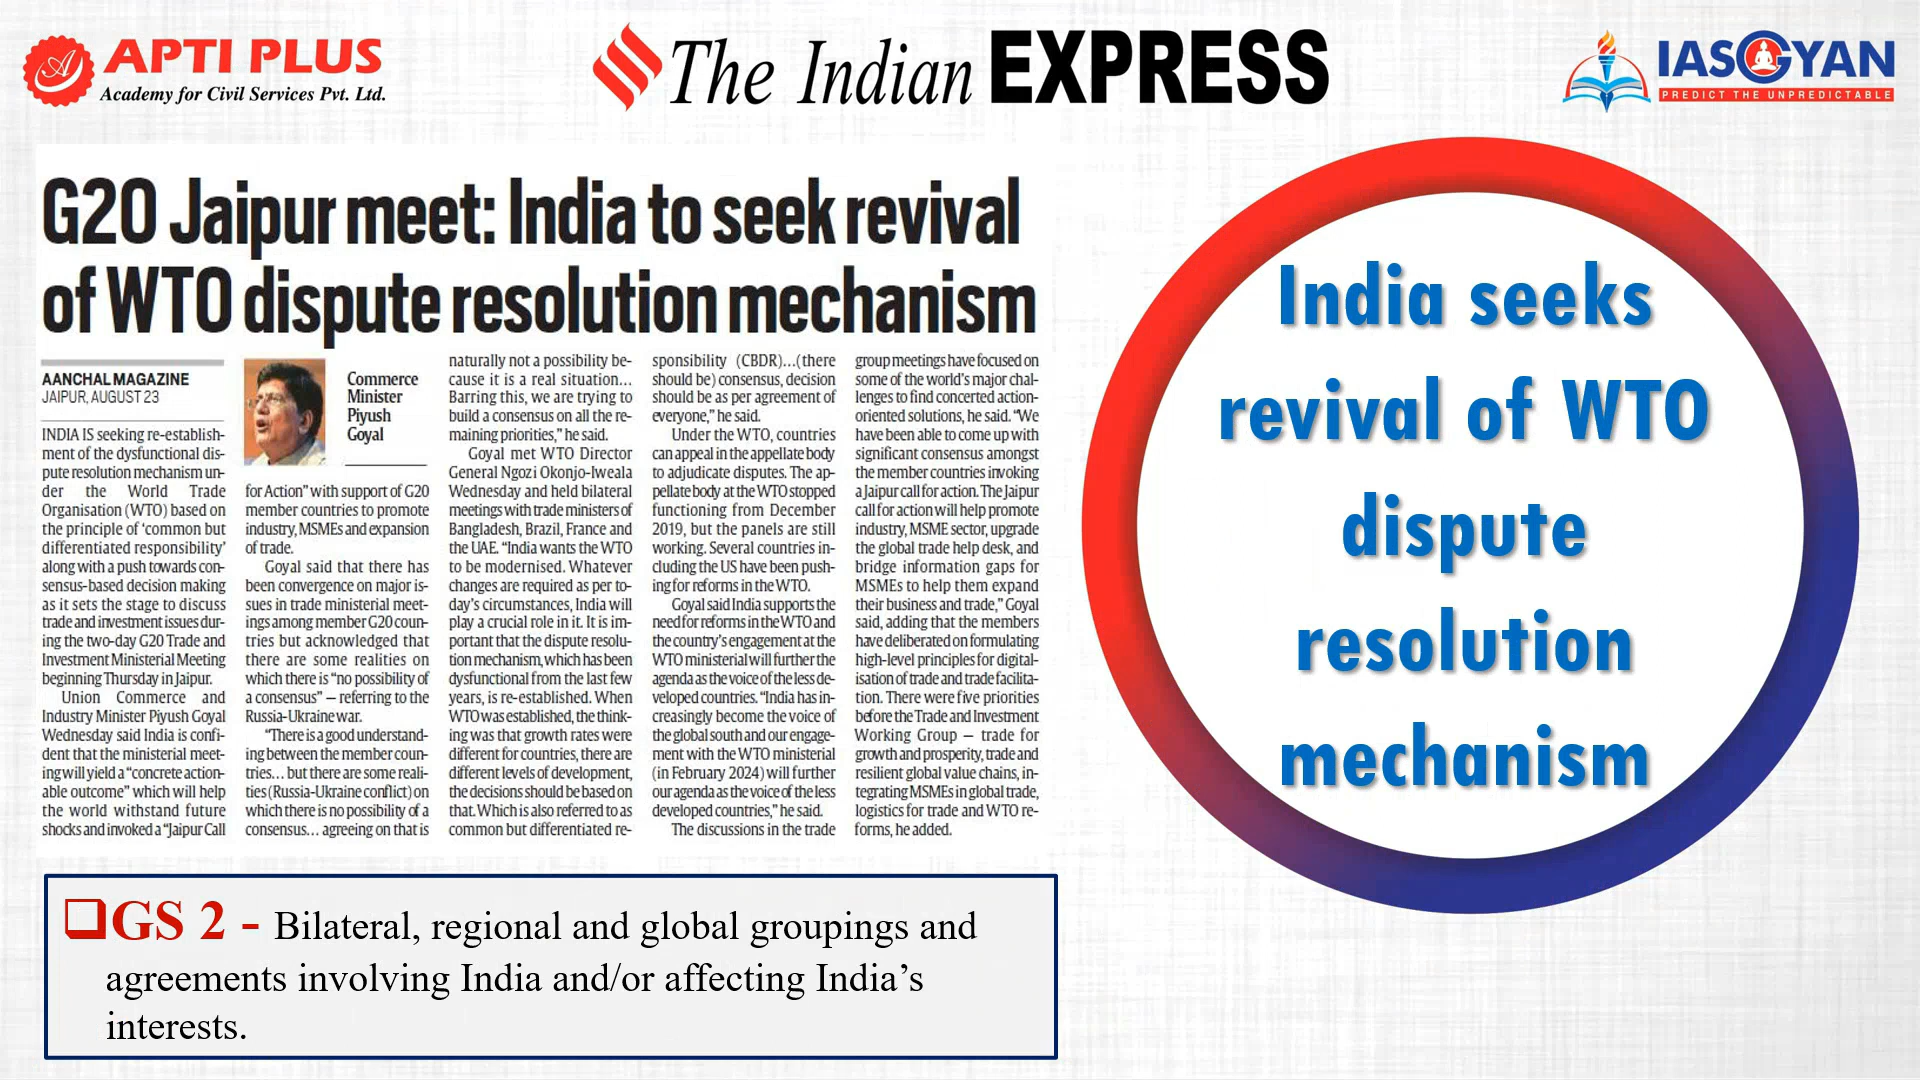 APTI PLUS
Academy for Civil Services Pvt. Ltd.
The Indian EXPRESS
IASGYAN
PREDICT THE UNPREDICTABLE
G20 Jaipur meet: India to seek revival
of WTO dispute resolution mechanism
AANCHAL MAGAZINE
JAIPUR, AUGUST 23
INDIA IS seeking re-establish-
ment of the dysfunctional dis-
pute resolution mechanism un-
der the World Trade
Organisation (WTO) based on
the principle of 'common but
differentiated responsibility'
along with a push towards con-
sensus-based decision making
as it sets the stage to discuss
trade and investment issues dur-
ing the two-day G20 Trade and
Investment Ministerial Meeting
beginning Thursday in Jaipur.
Union Commerce and
Industry Minister Piyush Goyal
Wednesday said India is confi-
dent that the ministerial meet-
ing will yield a "concrete action-
able outcome" which will help
the world withstand future
shocks and invoked a "Jaipur Call
Commerce
Minister
Piyush
Goyal
for Action" with support of G20
member countries to promote
industry, MSMEs and expansion
of trade.
Goyal said that there has
been convergence on major is-
sues in trade ministerial meet-
ings among member G20 coun-
tries but acknowledged that
there are some realities on
which there is "no possibility of
a consensus" — referring to the
Russia-Ukraine war.
"There is a good understand-
ing between the member coun-
tries... but there are some reali-
ties (Russia-Ukraine conflict) on
which there is no possibility of a
consensus... agreeing on that is
naturally not a possibility be-
cause it is a real situation...
Barring this, we are trying to
build a consensus on all the re-
maining priorities," he said.
Goyal met WTO Director
General Ngozi Okonjo-Iweala
Wednesday and held bilateral
meetings with trade ministers of
Bangladesh, Brazil, France and
the UAE. "India wants the WTO
to be modernised. Whatever
changes are required as per to-
day's circumstances, India will
play a crucial role in it. It is im-
portant that the dispute resolu-
tion mechanism, which has been
dysfunctional from the last few
years, is re-established. When
WTO was established, the think-
ing was that growth rates were
different for countries, there are
different levels of development,
the decisions should be based on
that. Which is also referred to as
common but differentiated re-
sponsibility (CBDR)...(there
should be) consensus, decision
should be as per agreement of
everyone," he said.
Under the WTO, countries
can appeal in the appellate body
to adjudicate disputes. The ap-
pellate body at the WTO stopped
functioning from December
2019, but the panels are still
working. Several countries in-
cluding the US have been push-
ing for reforms in the WTO.
Goyal said India supports the
need for reforms in the WTO and
the country's engagement at the
WTO ministerial will further the
agenda as the voice of the less de-
veloped countries. "India has in-
creasingly become the voice of
the global south and our engage-
ment with the WTO ministerial
(in February 2024) will further
our agenda as the voice of the less
developed countries," he said.
The discussions in the trade
group meetings have focused on
some of the world's major chal-
lenges to find concerted action-
oriented solutions, he said. "We
have been able to come up with
significant consensus amongst
the member countries invoking
a Jaipur call for action. The Jaipur
call for action will help promote
industry, MSME sector, upgrade
the global trade help desk, and
bridge information gaps for
MSMEs to help them expand
their business and trade," Goyal
said, adding that the members
have deliberated on formulating
high-level principles for digital-
isation of trade and trade facilita-
tion. There were five priorities
before the Trade and Investment
Working Group — trade for
growth and prosperity, trade and
resilient global value chains, in-
tegrating MSMEs in global trade,
logistics for trade and WTO re-
forms, he added.
India seeks
revival of WTO
dispute
resolution
mechanism
❑GS 2 - Bilateral, regional and global groupings and
agreements involving India and/or affecting India's
interests.